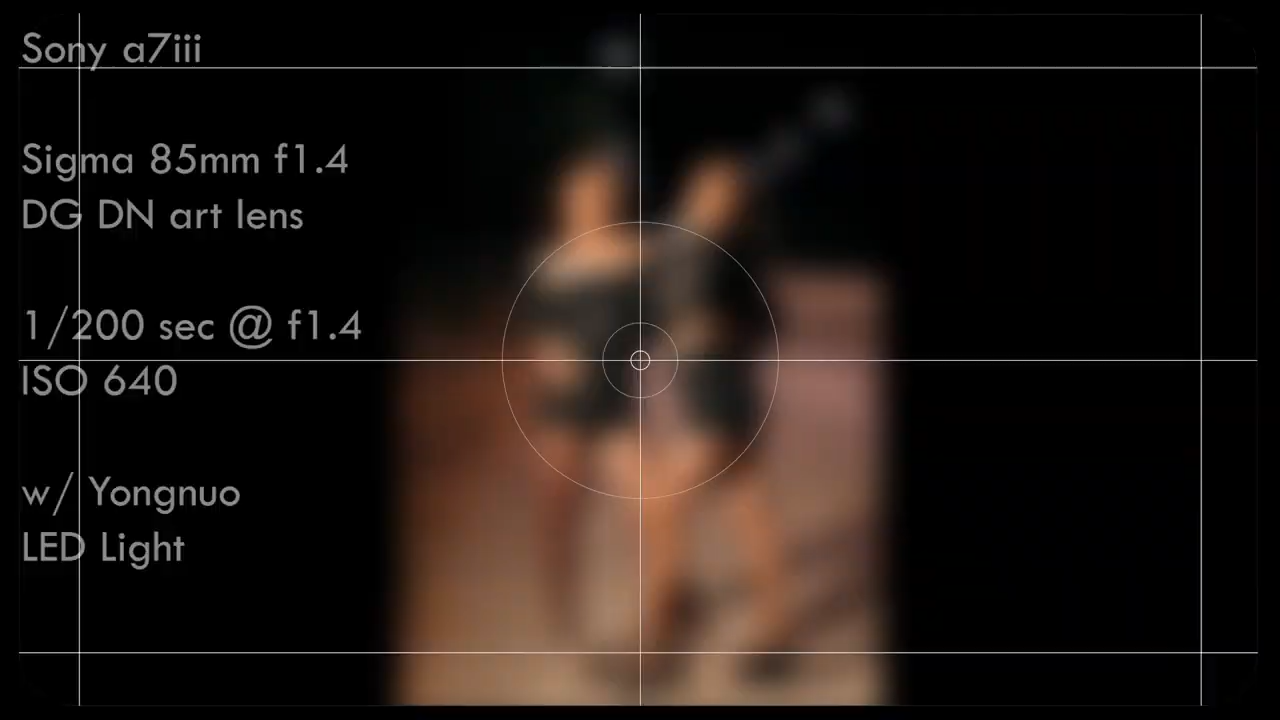 Sony a7iii
Sigma 85mm f1.4
DG DN art lens
1/200 sec @ f1.4
ISO 640
w/ Yongnuo
LED Light